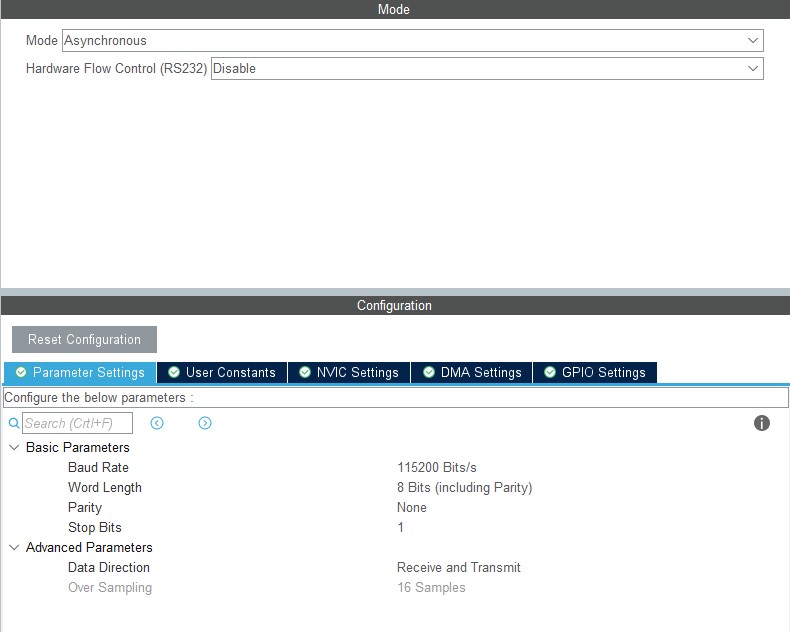 Mode
Mode Asynchronous
Hardware Flow Control (RS232) Disable
Configuration
Reset Configuration
Parameter Settings User Constants NVIC Settings DMA Settings GPIO Settings
Configure the below parameters :
Search (Crtl+F)
Basic Parameters
Baud Rate 115200 Bits/s
Word Length 8 Bits (including Parity)
Parity None
Stop Bits 1
Advanced Parameters
Data Direction Receive and Transmit
Over Sampling 16 Samples